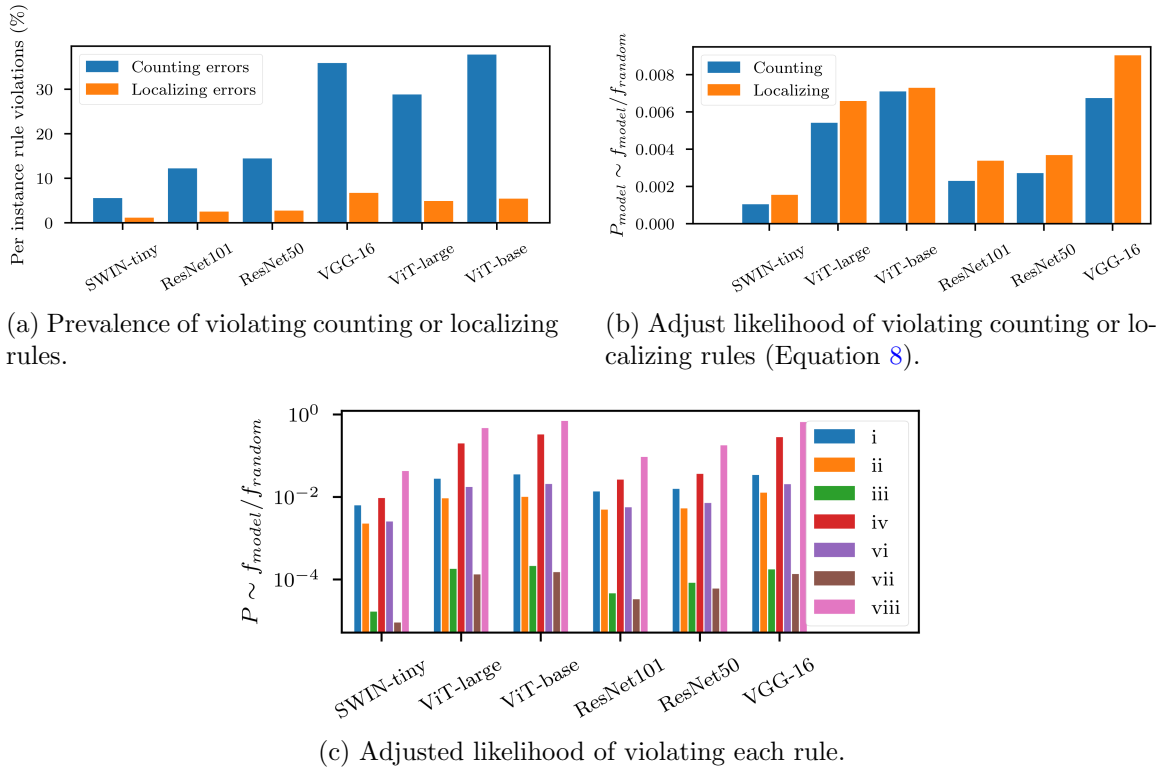 Per instance rule violations (%)
30
20
10
0
Counting errors
Localizing errors
SWIN-tiny
ResNet101
ResNet50
VGG-16
ViT-large
ViT-base
(a) Prevalence of violating counting or localizing
rules.
P_model ∼ f_model/f_random
0.008
0.006
0.004
0.002
0.000
Counting
Localizing
SWIN-tiny
ViT-large
ViT-base
ResNet101
ResNet50
VGG-16
(b) Adjust likelihood of violating counting or lo-
calizing rules (Equation 8).
P ∼ f_model/f_random
10^0
10^−2
10^−4
i
ii
iii
iv
vi
vii
viii
SWIN-tiny
ViT-large
ViT-base
ResNet101
ResNet50
VGG-16
(c) Adjusted likelihood of violating each rule.